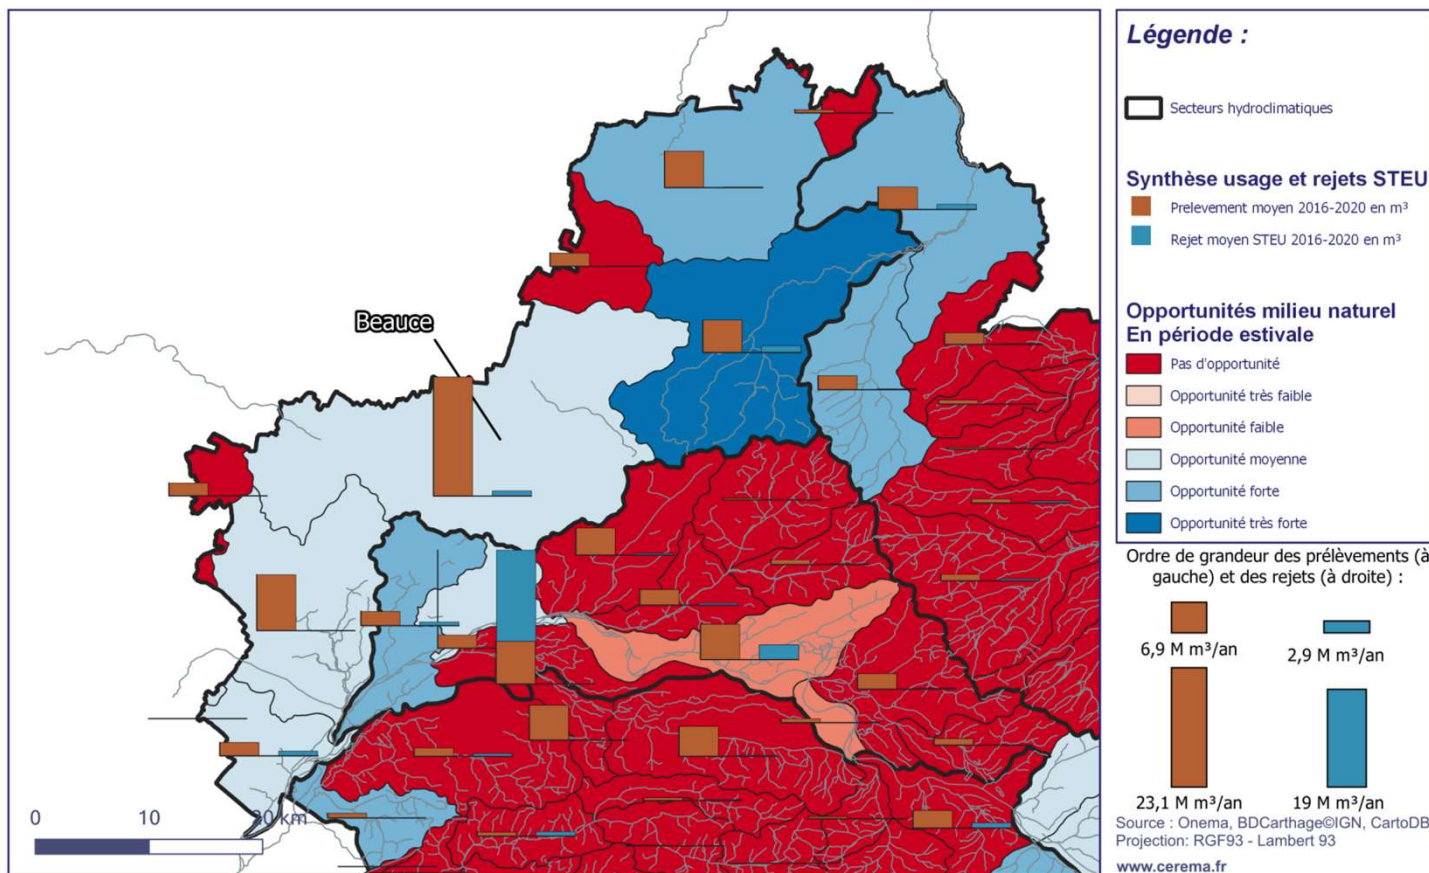 Beauce
0
10
20 km
Légende :
Secteurs hydroclimatiques
Synthèse usage et rejets STEU
Prelevement moyen 2016-2020 en m³
Rejet moyen STEU 2016-2020 en m³
Opportunités milieu naturel
En période estivale
Pas d'opportunité
Opportunité très faible
Opportunité faible
Opportunité moyenne
Opportunité forte
Opportunité très forte
Ordre de grandeur des prélèvements (à
gauche) et des rejets (à droite) :
6,9 M m³/an
2,9 M m³/an
23,1 M m³/an
19 M m³/an
Source : Onema, BDCarthage©IGN, CartoDB
Projection: RGF93 - Lambert 93
www.cerema.fr